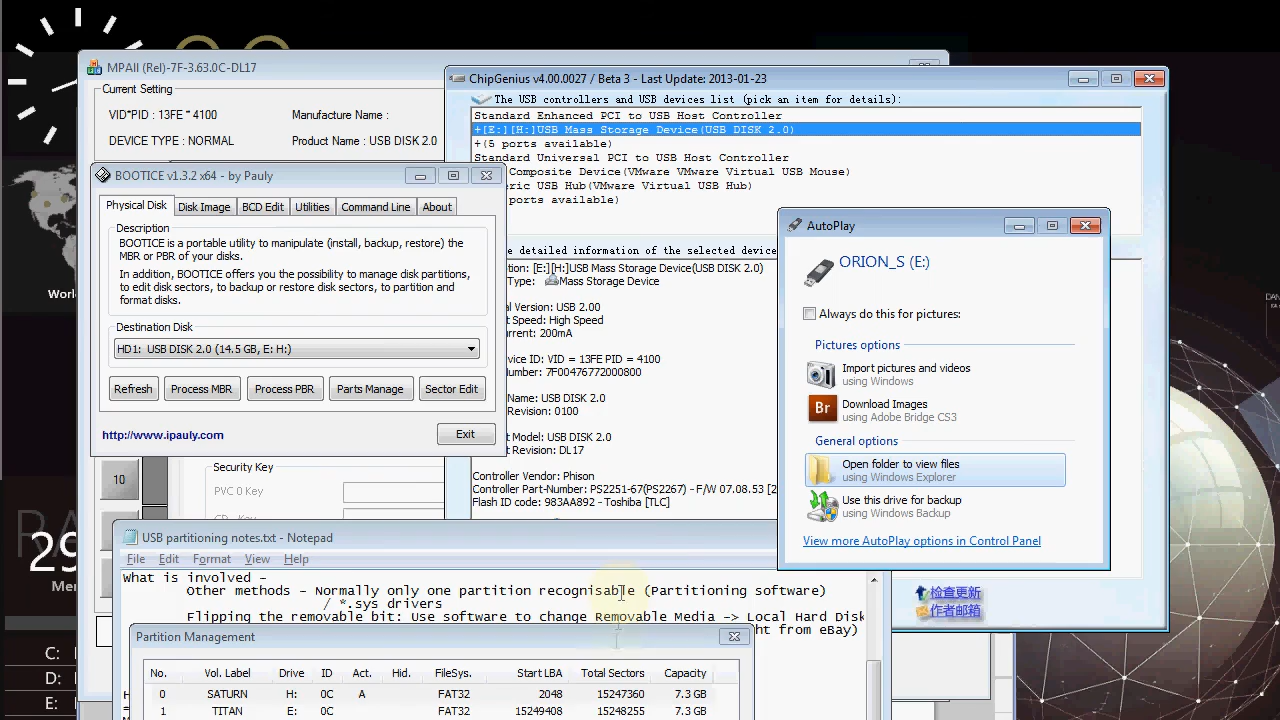 MPAll (Rel)-7F-3.63.0C-DL17
Current Setting
VID*PID : 13FE * 4100
Manufacture Name :
DEVICE TYPE : NORMAL
Product Name : USB DISK 2.0
ChipGenius v4.00.0027 / Beta 3 - Last Update: 2013-01-23
The USB controllers and USB devices list (pick an item for details):
Standard Enhanced PCI to USB Host Controller
+[E:][H:]USB Mass Storage Device(USB DISK 2.0)
+(5 ports available)
Standard Universal PCI to USB Host Controller
Composite Device(VMware VMware Virtual USB Mouse)
eric USB Hub(VMware Virtual USB Hub)
ports available)
e detailed information of the selected device
tion: [E:][H:]USB Mass Storage Device(USB DISK 2.0)
Type: Mass Storage Device
al Version: USB 2.00
t Speed: High Speed
urrent: 200mA
vice ID: VID = 13FE PID = 4100
Number: 7F00476772000800
Name: USB DISK 2.0
Revision: 0100
t Model: USB DISK 2.0
t Revision: DL17
Controller Vendor: Phison
Controller Part-Number: PS2251-67(PS2267) - F/W 07.08.53 [2
Flash ID code: 983AA892 - Toshiba [TLC]
检查更新
作者邮箱
BOOTICE v1.3.2 x64 - by Pauly
Physical Disk
Disk Image
BCD Edit
Utilities
Command Line
About
Description
BOOTICE is a portable utility to manipulate (install, backup, restore) the
MBR or PBR of your disks.
In addition, BOOTICE offers you the possibility to manage disk partitions,
to edit disk sectors, to backup or restore disk sectors, to partition and
format disks.
Destination Disk
HD1: USB DISK 2.0 (14.5 GB, E: H:)
Refresh
Process MBR
Process PBR
Parts Manage
Sector Edit
http://www.ipauly.com
Exit
AutoPlay
ORION_S (E:)
Always do this for pictures:
Pictures options
Import pictures and videos
using Windows
Br
Download Images
using Adobe Bridge CS3
General options
Open folder to view files
using Windows Explorer
Use this drive for backup
using Windows Backup
View more AutoPlay options in Control Panel
10
Security Key
PVC 0 Key
USB partitioning notes.txt - Notepad
File Edit Format View Help
What is involved –
Other methods – Normally only one partition recognisable (Partitioning software)
/ *.sys drivers
Flipping the removable bit: Use software to change Removable Media -> Local Hard Disk
ht from eBay)
Partition Management
No. Vol. Label Drive ID Act. Hid. FileSys. Start LBA Total Sectors Capacity
0 SATURN H: 0C A FAT32 2048 15247360 7.3 GB
1 TITAN E: 0C FAT32 15249408 15248255 7.3 GB
Worl
29
Mer
C:
D:
E: